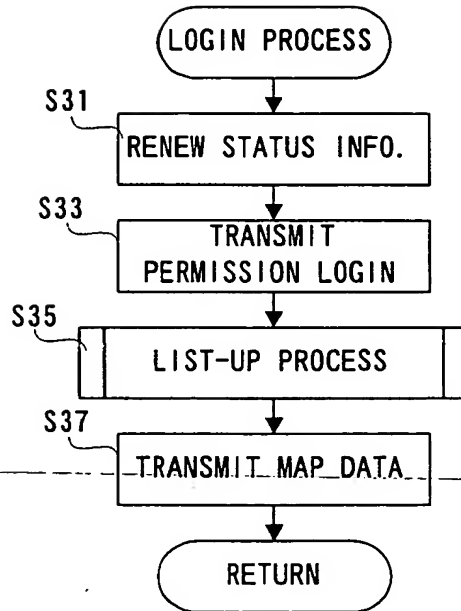 LOGIN PROCESS
S31
RENEW STATUS INFO.
S33
TRANSMIT
PERMISSION LOGIN
S35
LIST-UP PROCESS
S37
TRANSMIT MAP DATA
RETURN